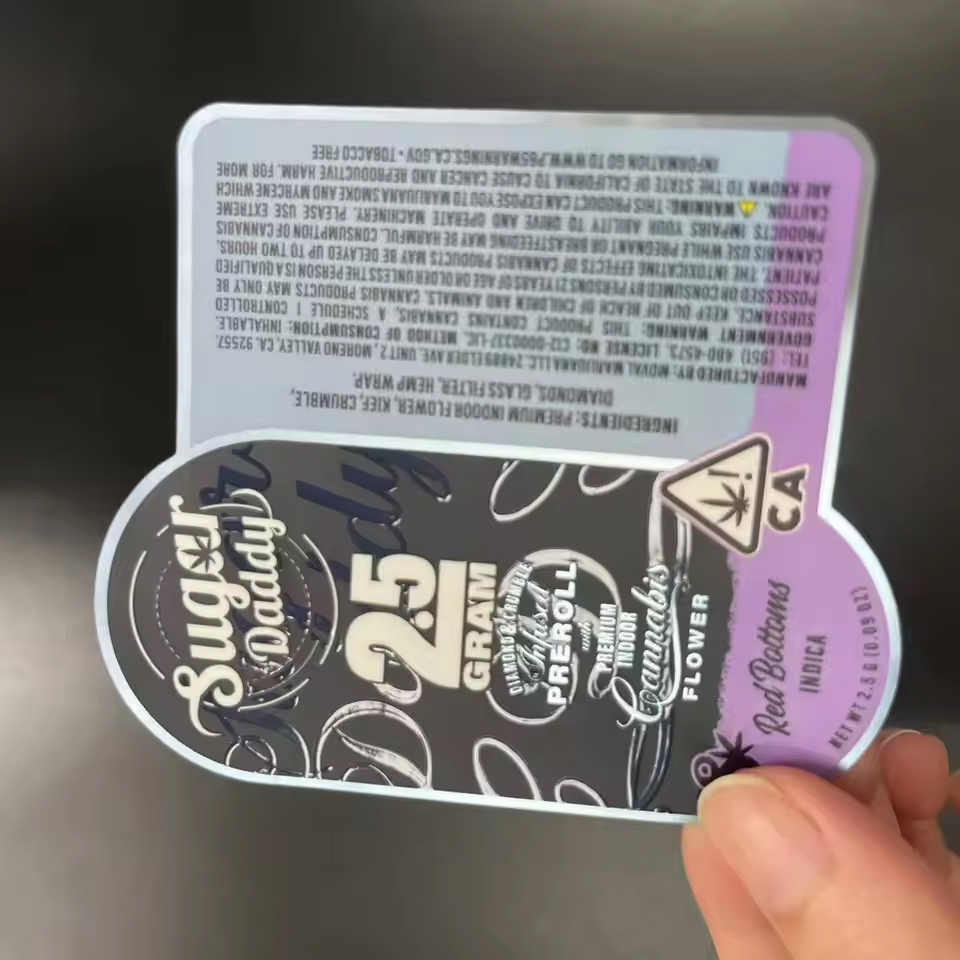 Sugar
Daddy
2.5
GRAM
DIAMOND & CRUMBLE
Infused
PREROLL
with
PREMIUM
INDOOR
Cannabis
FLOWER
CA
Red Bottoms
INDICA
NET WT 2.5 G (0.09 OZ)
INGREDIENTS: PREMIUM INDOOR FLOWER, KIEF, CRUMBLE,
DIAMONDS, GLASS FILTER, HEMP WRAP.
MANUFACTURED BY: MOVAL MARIJUANA LLC. 24889 ELDER AVE UNIT 2, MORENO VALLEY, CA, 92557.
TEL: (951) 480-4573. LICENSE NO: C12-0000337-LIC. METHOD OF CONSUMPTION: INHALABLE.
GOVERNMENT WARNING: THIS PRODUCT CONTAINS CANNABIS, A SCHEDULE I CONTROLLED
SUBSTANCE. KEEP OUT OF REACH OF CHILDREN AND ANIMALS. CANNABIS PRODUCTS MAY ONLY BE
POSSESSED OR CONSUMED BY PERSONS 21 YEARS OF AGE OR OLDER UNLESS THE PERSON IS A QUALIFIED
PATIENT. THE INTOXICATING EFFECTS OF CANNABIS PRODUCTS MAY BE DELAYED UP TO TWO HOURS.
CANNABIS USE WHILE PREGNANT OR BREASTFEEDING MAY BE HARMFUL. CONSUMPTION OF CANNABIS
PRODUCTS IMPAIRS YOUR ABILITY TO DRIVE AND OPERATE MACHINERY. PLEASE USE EXTREME
CAUTION. ⚠ WARNING: THIS PRODUCT CAN EXPOSE YOU TO MARIJUANA SMOKE AND MYRCENE WHICH
ARE KNOWN TO THE STATE OF CALIFORNIA TO CAUSE CANCER AND REPRODUCTIVE HARM. FOR MORE
INFORMATION GO TO WWW.P65WARNINGS.CA.GOV • TOBACCO FREE